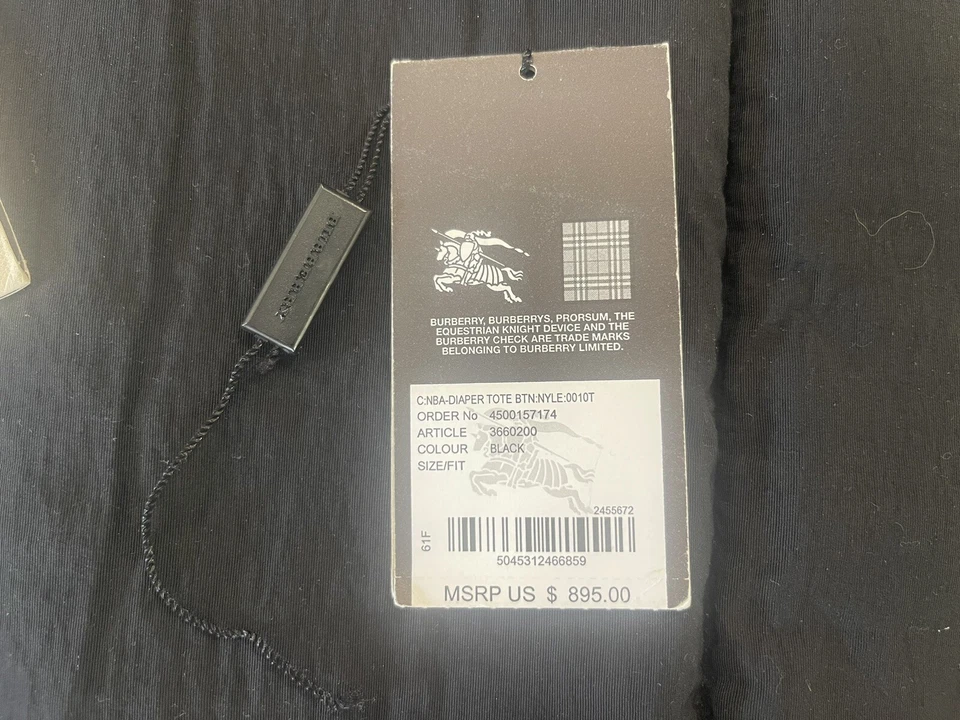 BURBERRY, BURBERRYS, PRORSUM, THE
EQUESTRIAN KNIGHT DEVICE AND THE
BURBERRY CHECK ARE TRADE MARKS
BELONGING TO BURBERRY LIMITED.
C:NBA-DIAPER TOTE BTN:NYLE:0010T
ORDER No 4500157174
ARTICLE 3660200
COLOUR BLACK
SIZE/FIT
2455672
61F
5045312466859
MSRP US $ 895.00